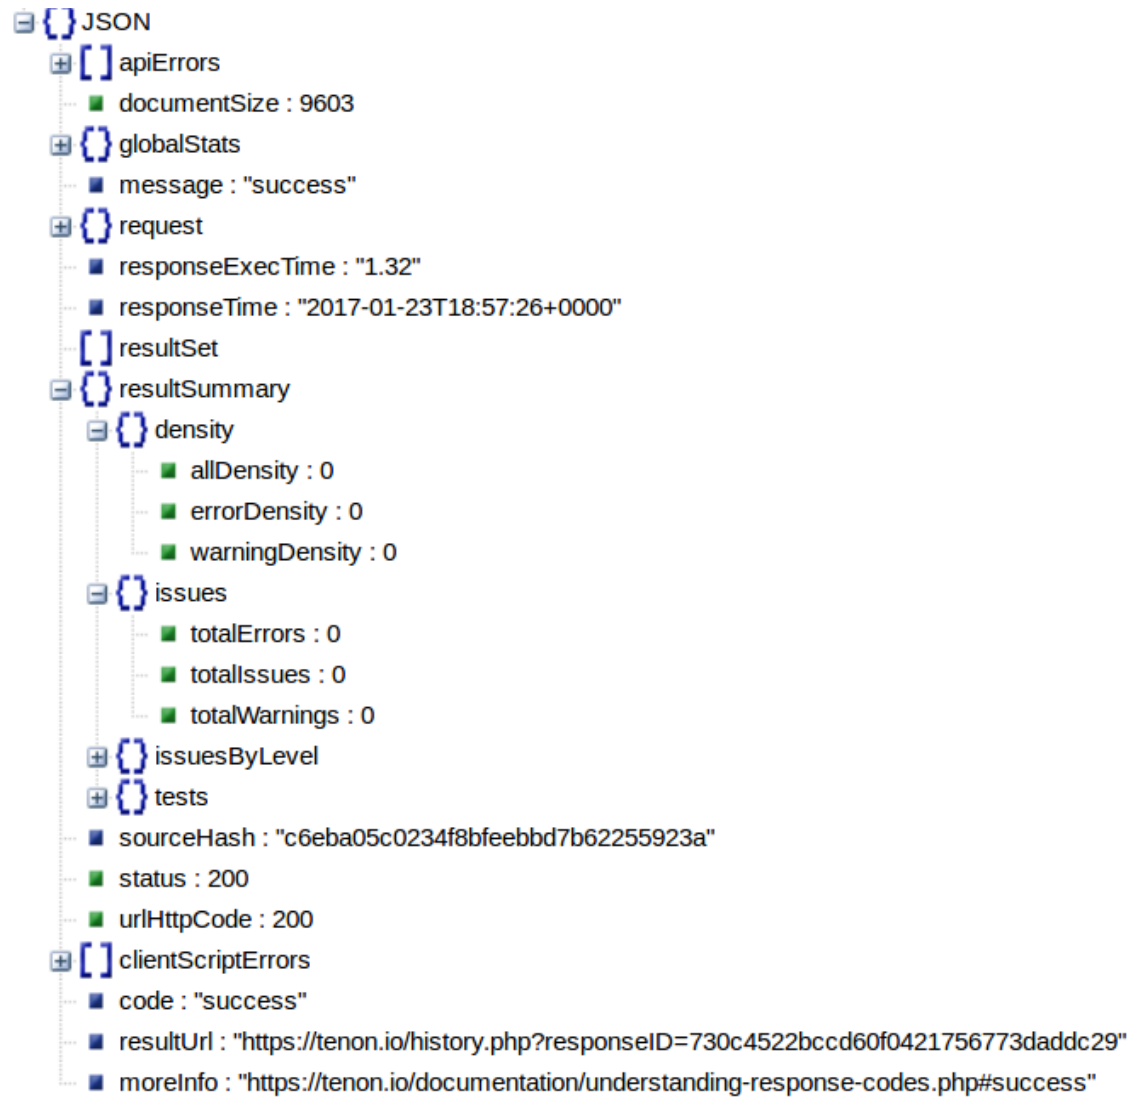 JSON
apiErrors
documentSize : 9603
globalStats
message : "success"
request
responseExecTime : "1.32"
responseTime : "2017-01-23T18:57:26+0000"
resultSet
resultSummary
density
allDensity : 0
errorDensity : 0
warningDensity : 0
issues
totalErrors : 0
totalIssues : 0
totalWarnings : 0
issuesByLevel
tests
sourceHash : "c6eba05c0234f8bfeebbd7b62255923a"
status : 200
urlHttpCode : 200
clientScriptErrors
code : "success"
resultUrl : "https://tenon.io/history.php?responseID=730c4522bccd60f0421756773daddc29"
moreInfo : "https://tenon.io/documentation/understanding-response-codes.php#success"